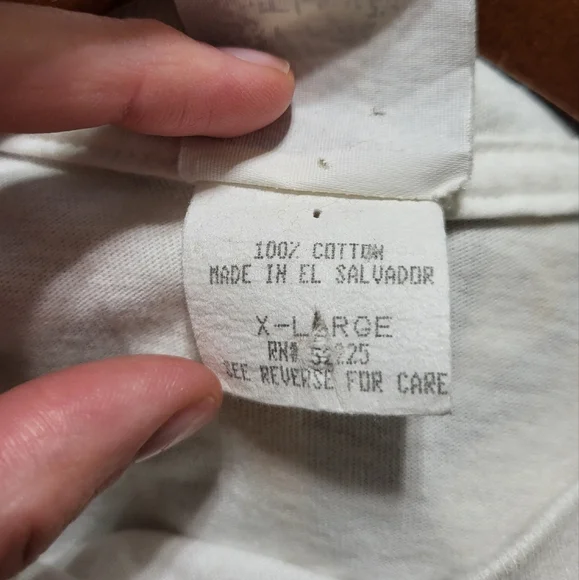 100% COTTON
MADE IN EL SALVADOR
X-LARGE
RN#
SEE REVERSE FOR CARE